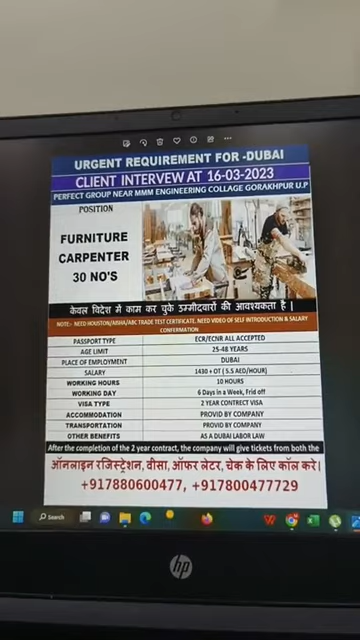 URGENT REQUIREMENT FOR -DUBAI
CLIENT INTERVEW AT 16-03-2023
PERFECT GROUP NEAR MMM ENGINEERING COLLAGE GORAKHPUR U.P
POSITION
FURNITURE
CARPENTER
30 NO'S
केवल विदेश में काम कर चुके उम्मीदवारों की आवश्यकता है |
NOTE:- NEED HOUSTON/ABHA/ABC TRADE TEST CERTIFICATE, NEED VIDEO OF SELF INTRODUCTION & SALARY
CONFERMATION
PASSPORT TYPE ECR/ECNR ALL ACCEPTED
AGE LIMIT 25-48 YEARS
PLACE OF EMPLOYMENT DUBAI
SALARY 1430 + OT ( 5.5 AED/HOUR)
WORKING HOURS 10 HOURS
WORKING DAY 6 Days in a Week, Frid off
VISA TYPE 2 YEAR CONTRECT VISA
ACCOMMODATION PROVID BY COMPANY
TRANSPORTATION PROVID BY COMPANY
OTHER BENEFITS AS A DUBAI LABOR LAW
After the completion of the 2 year contract, the company will give tickets from both the
ऑनलाइन रजिस्ट्रेशन, वीसा, ऑफर लेटर, चेक के लिए कॉल करे।
+917880600477, +917800477729
Search
hp